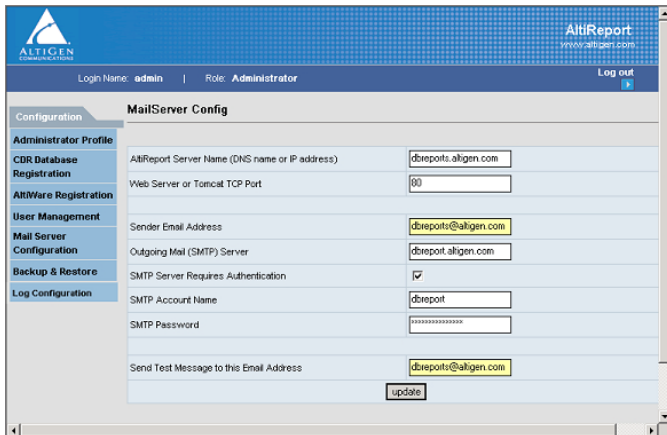 AltiReport
www.altigen.com
ALTIGEN
COMMUNICATIONS
Login Name: admin | Role: Administrator
Log out
Configuration
Administrator Profile
CDR Database
Registration
AltiWare Registration
User Management
Mail Server
Configuration
Backup & Restore
Log Configuration
MailServer Config
AltiReport Server Name (DNS name or IP address) dbreports.altigen.com
Web Server or Tomcat TCP Port 80
Sender Email Address dbreports@altigen.com
Outgoing Mail (SMTP) Server dbreport.altigen.com
SMTP Server Requires Authentication
SMTP Account Name dbreport
SMTP Password
Send Test Message to this Email Address dbreports@altigen.com
update